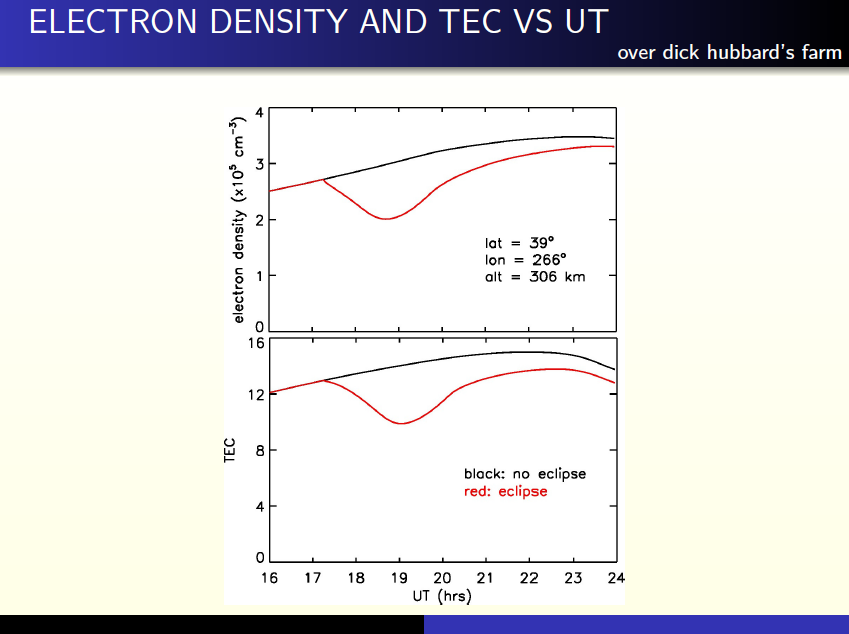 ELECTRON DENSITY AND TEC VS UT
over dick hubbard's farm
electron density (x10⁵ cm⁻³)
4
3
2
1
0
lat = 39°
lon = 266°
alt = 306 km
TEC
16
12
8
4
0
black: no eclipse
red: eclipse
16 17 18 19 20 21 22 23 24
UT (hrs)